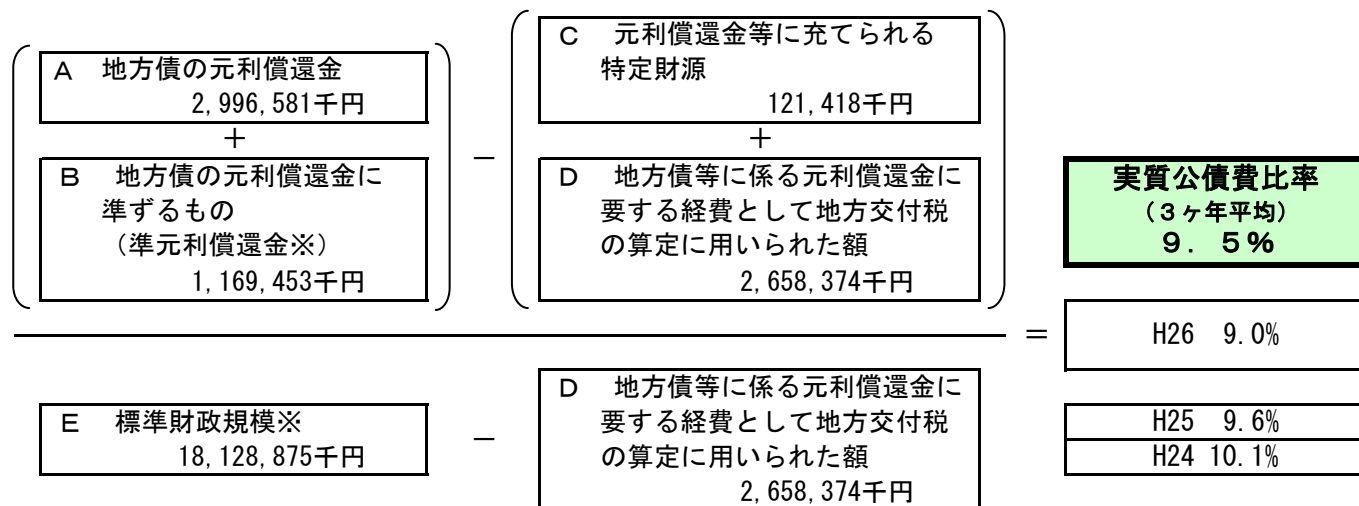 A　地方債の元利償還金
2,996,581千円
＋
B　地方債の元利償還金に
準ずるもの
（準元利償還金※）
1,169,453千円
－
C　元利償還金等に充てられる
特定財源
121,418千円
＋
D　地方債等に係る元利償還金に
要する経費として地方交付税
の算定に用いられた額
2,658,374千円
E　標準財政規模※
18,128,875千円
－
D　地方債等に係る元利償還金に
要する経費として地方交付税
の算定に用いられた額
2,658,374千円
＝
実質公債費比率
（３ヶ年平均）
９．５％
H26　9.0%
H25　9.6%
H24 10.1%